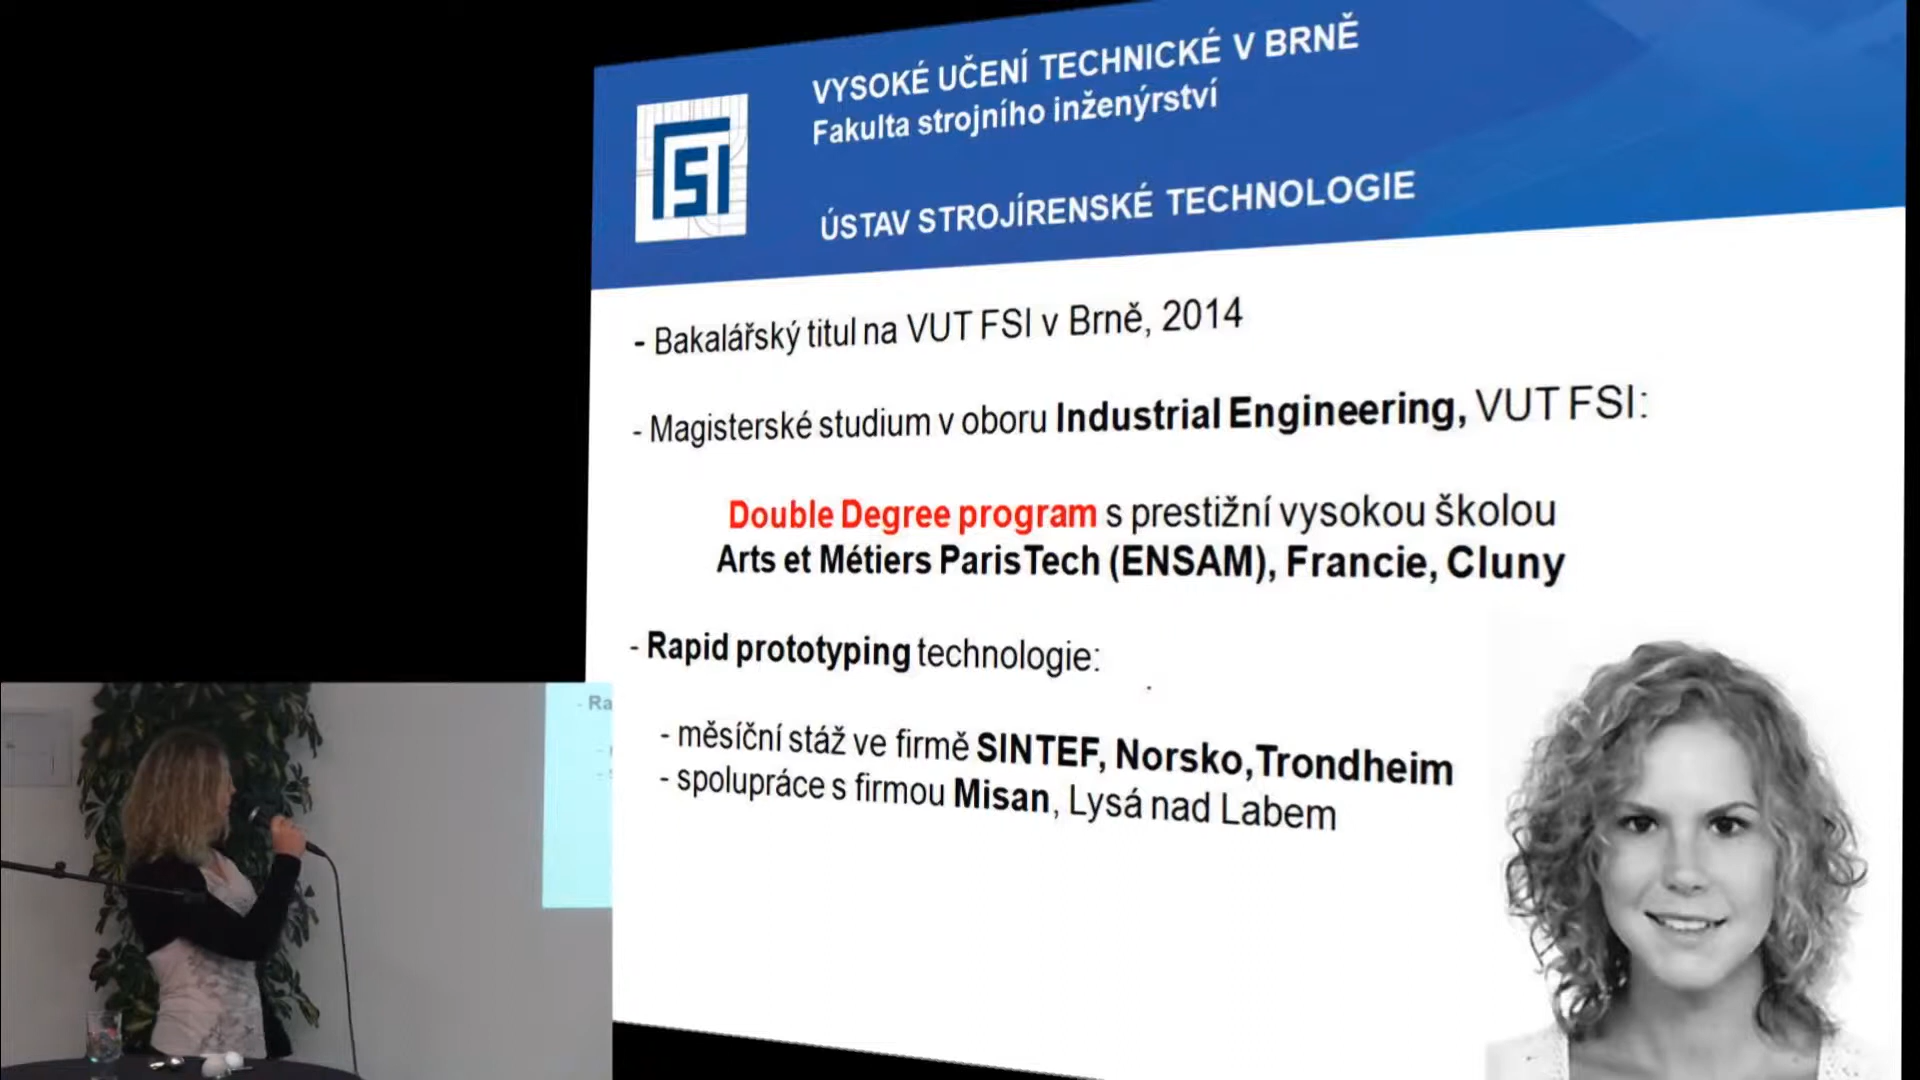 VYSOKÉ UČENÍ TECHNICKÉ V BRNĚ
Fakulta strojního inženýrství
ÚSTAV STROJÍRENSKÉ TECHNOLOGIE
FSI
- Bakalářský titul na VUT FSI v Brně, 2014
- Magisterské studium v oboru Industrial Engineering, VUT FSI:
Double Degree program s prestižní vysokou školou
Arts et Métiers ParisTech (ENSAM), Francie, Cluny
- Rapid prototyping technologie:
- měsíční stáž ve firmě SINTEF, Norsko, Trondheim
- spolupráce s firmou Misan, Lysá nad Labem
- Ra